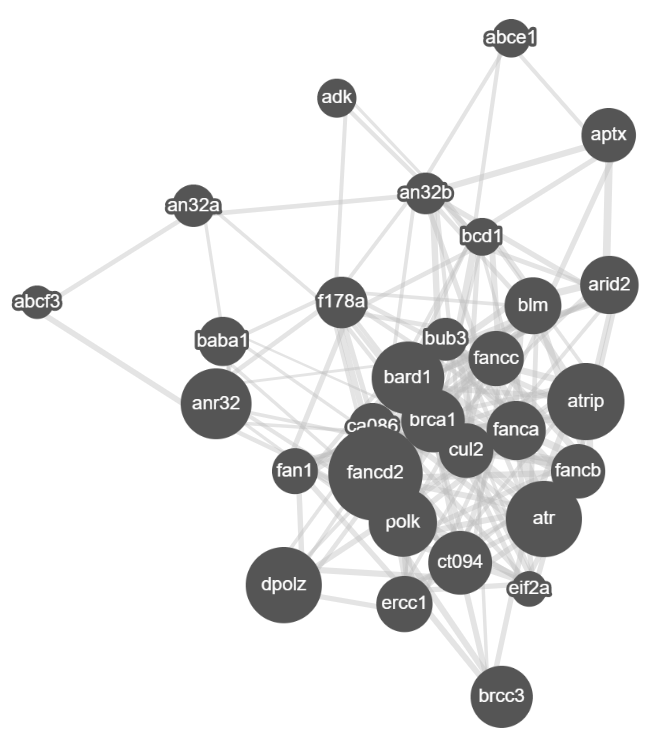 abce1
adk
aptx
an32b
an32a
bcd1
arid2
abcf3
f178a
blm
baba1
bub3
fancc
bard1
anr32
atrip
brca1
ca086
fanca
cul2
fan1
fancd2
fancb
polk
atr
ct094
dpolz
eif2a
ercc1
brcc3